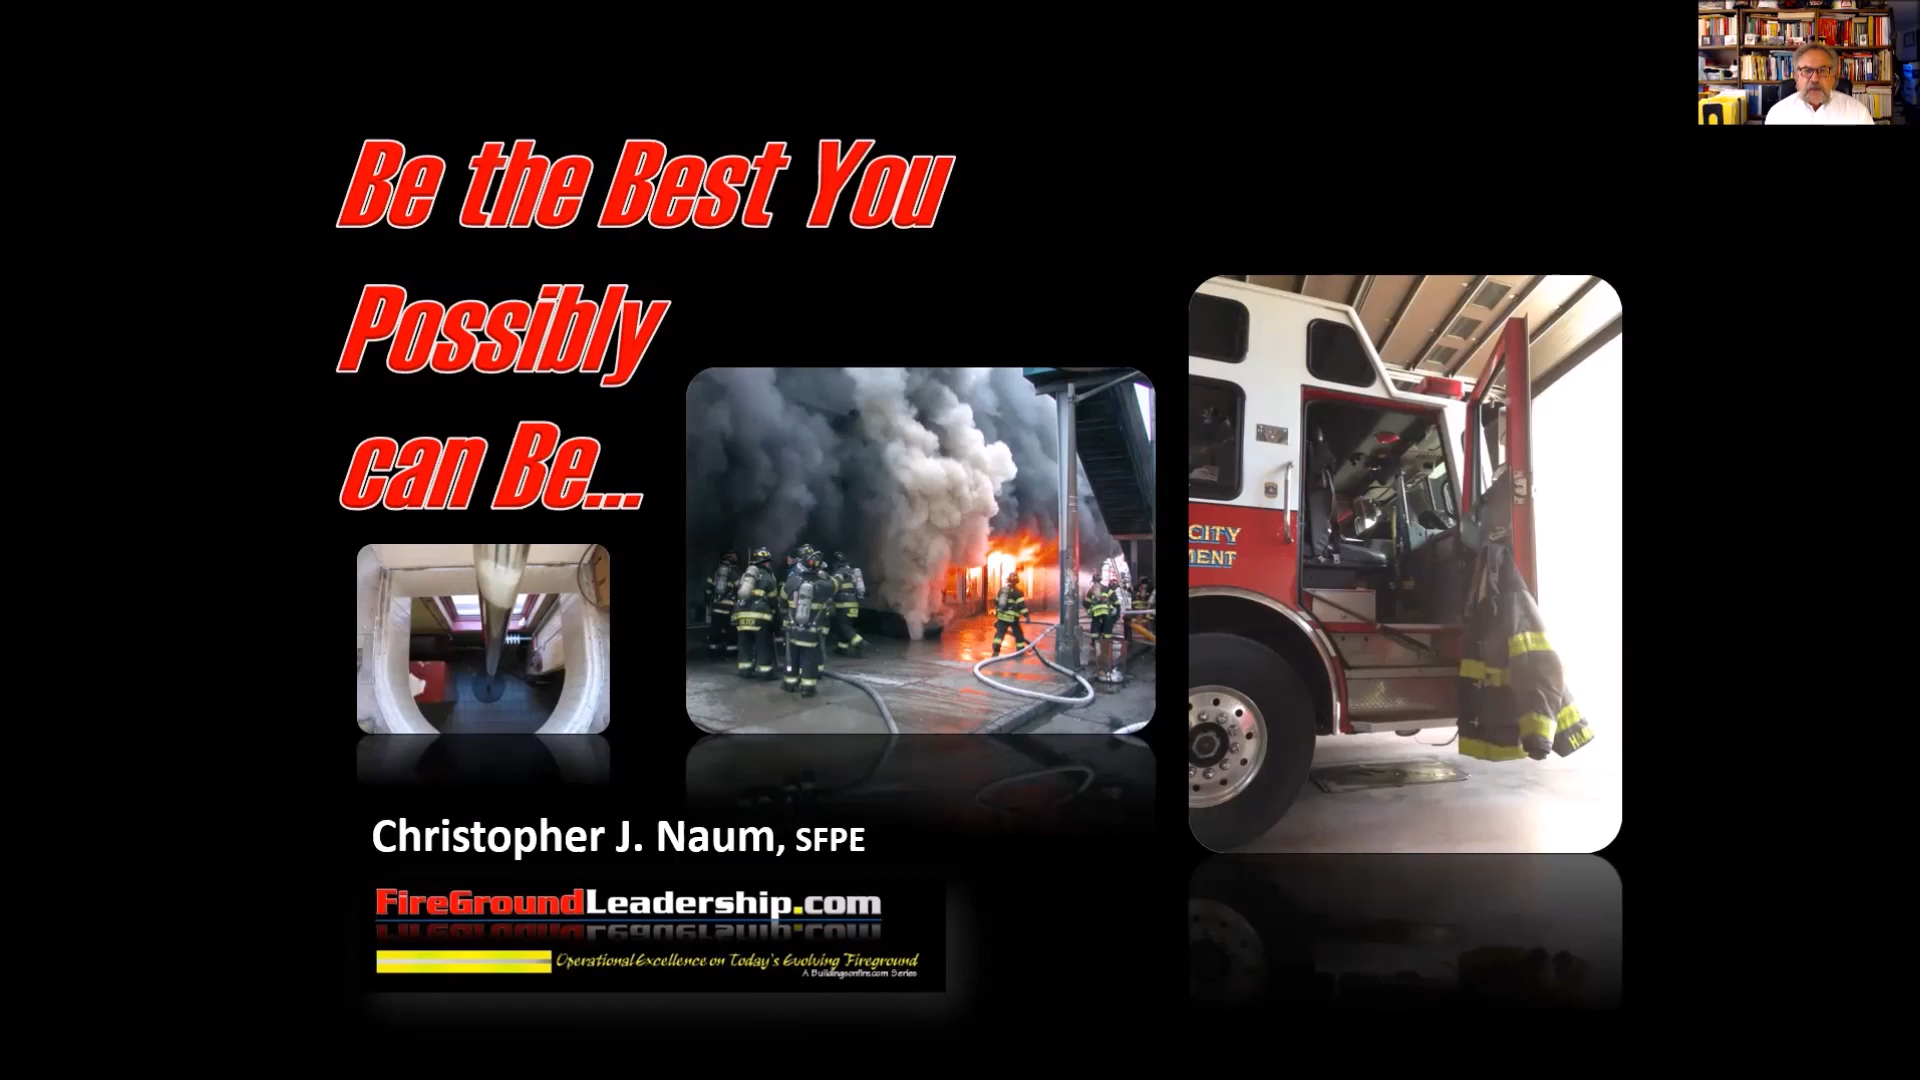 Be the Best You
Possibly
can Be...
CITY
MENT
Christopher J. Naum, SFPE
FireGroundLeadership.com
Operational Excellence on Today's Evolving Fireground
A Buildingsonfire.com Series